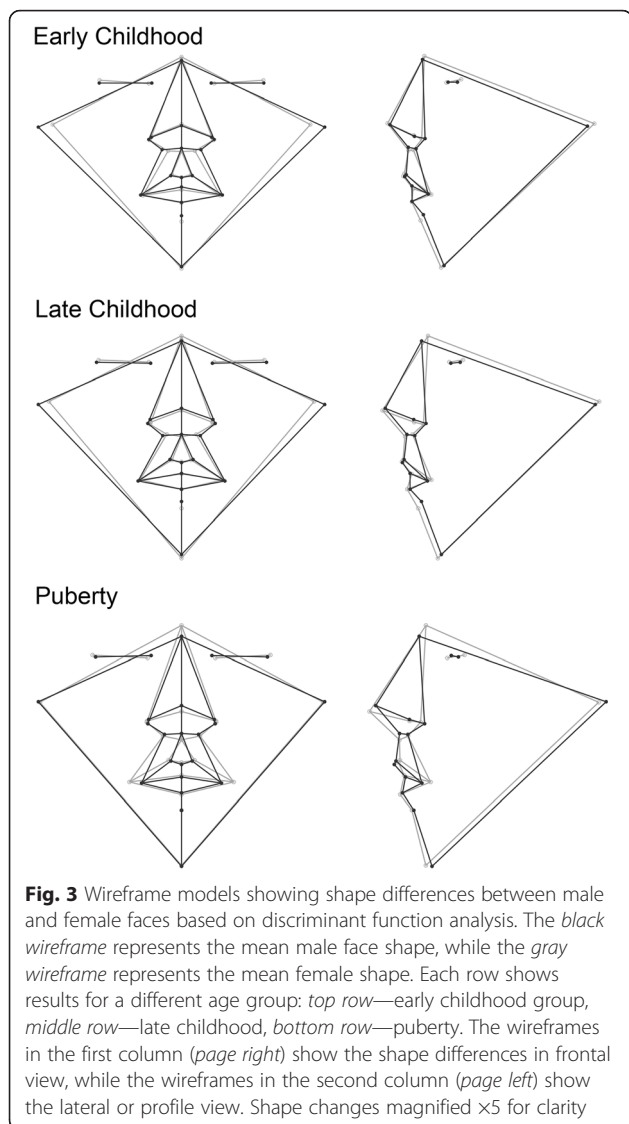 Early Childhood
Late Childhood
Puberty
Fig. 3 Wireframe models showing shape differences between male
and female faces based on discriminant function analysis. The black
wireframe represents the mean male face shape, while the gray
wireframe represents the mean female shape. Each row shows
results for a different age group: top row—early childhood group,
middle row—late childhood, bottom row—puberty. The wireframes
in the first column (page right) show the shape differences in frontal
view, while the wireframes in the second column (page left) show
the lateral or profile view. Shape changes magnified ×5 for clarity